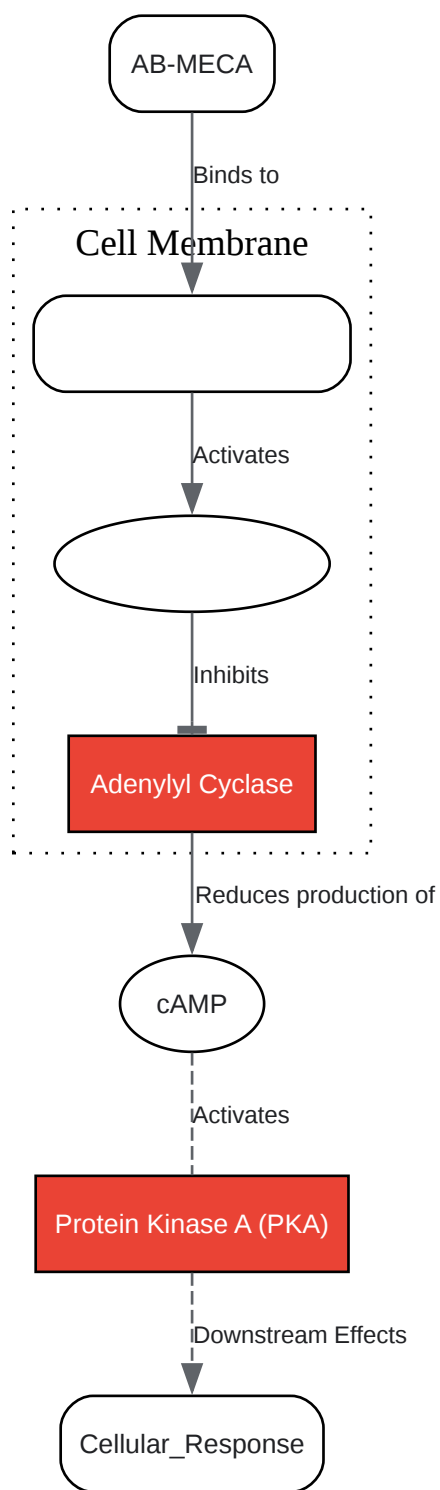 AB-MECA
Binds to
Cell Membrane
Activates
Inhibits
Adenylyl Cyclase
Reduces production of
cAMP
Activates
Protein Kinase A (PKA)
Downstream Effects
Cellular_Response